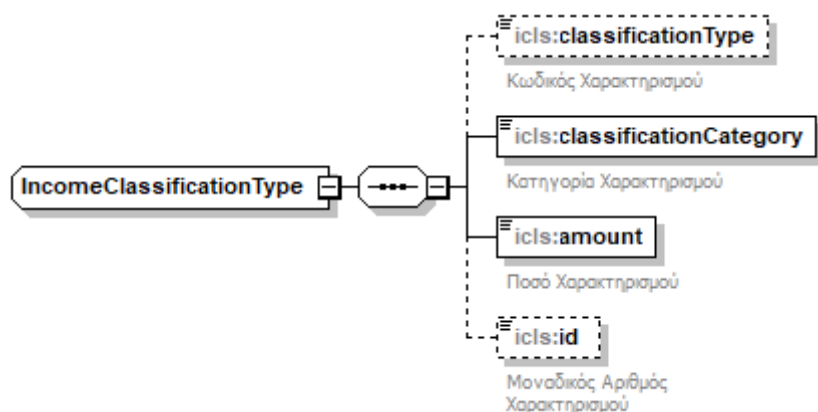 icls:classificationType
Κωδικός Χαρακτηρισμού
icls:classificationCategory
Κατηγορία Χαρακτηρισμού
IncomeClassificationType
icls:amount
Ποσό Χαρακτηρισμού
icls:id
Μοναδικός Αριθμός
Χαρακτηρισμού